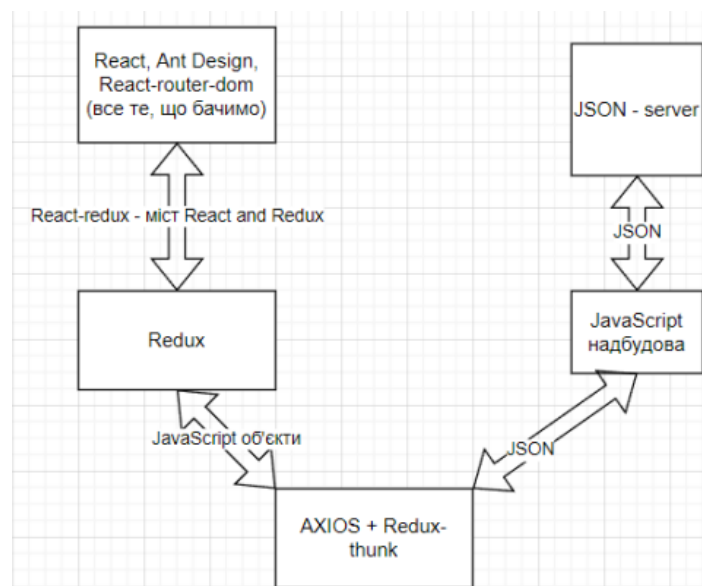 React, Ant Design,
React-router-dom
(все те, що бачимо)
JSON - server
React-redux - міст React and Redux
JSON
Redux
JavaScript
надбудова
JavaScript об'єкти
JSON
AXIOS + Redux-
thunk